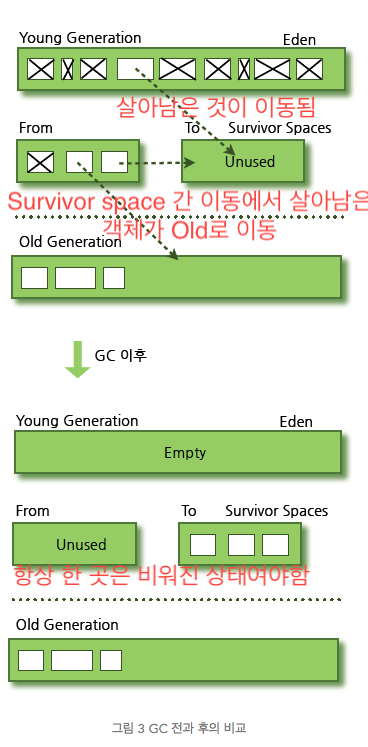 Young Generation Eden
살아남은 것이 이동됨
From To Survivor Spaces
Unused
Survivor space 간 이동에서 살아남은
객체가 Old로 이동
Old Generation
GC 이후
Young Generation Eden
Empty
From To Survivor Spaces
Unused
항상 한 곳은 비워진 상태여야함
Old Generation
그림 3 GC 전과 후의 비교